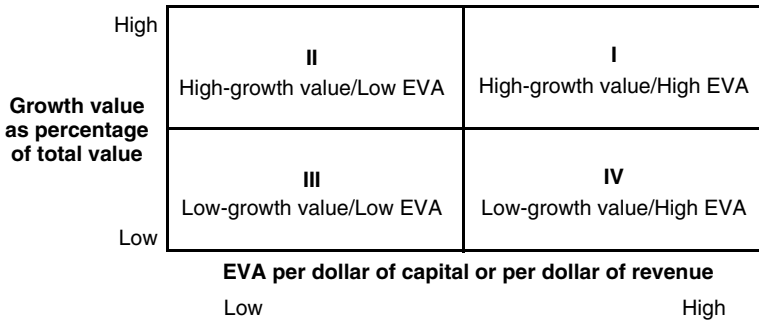 High
II
High-growth value/Low EVA
I
High-growth value/High EVA
Growth value
as percentage
of total value
III
Low-growth value/Low EVA
IV
Low-growth value/High EVA
Low
EVA per dollar of capital or per dollar of revenue
Low High